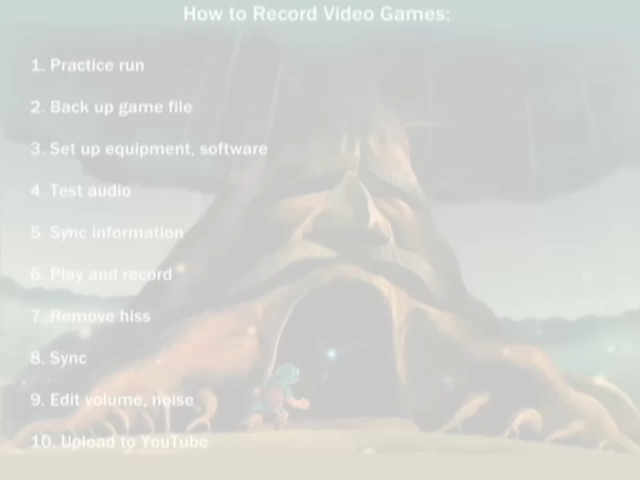 How to Record Video Games:
1. Practice run
2. Back up game file
3. Set up equipment, software
4. Test audio
5. Sync information
6. Play and record
7. Remove hiss
8. Sync
9. Edit volume, noise
10. Upload to YouTube